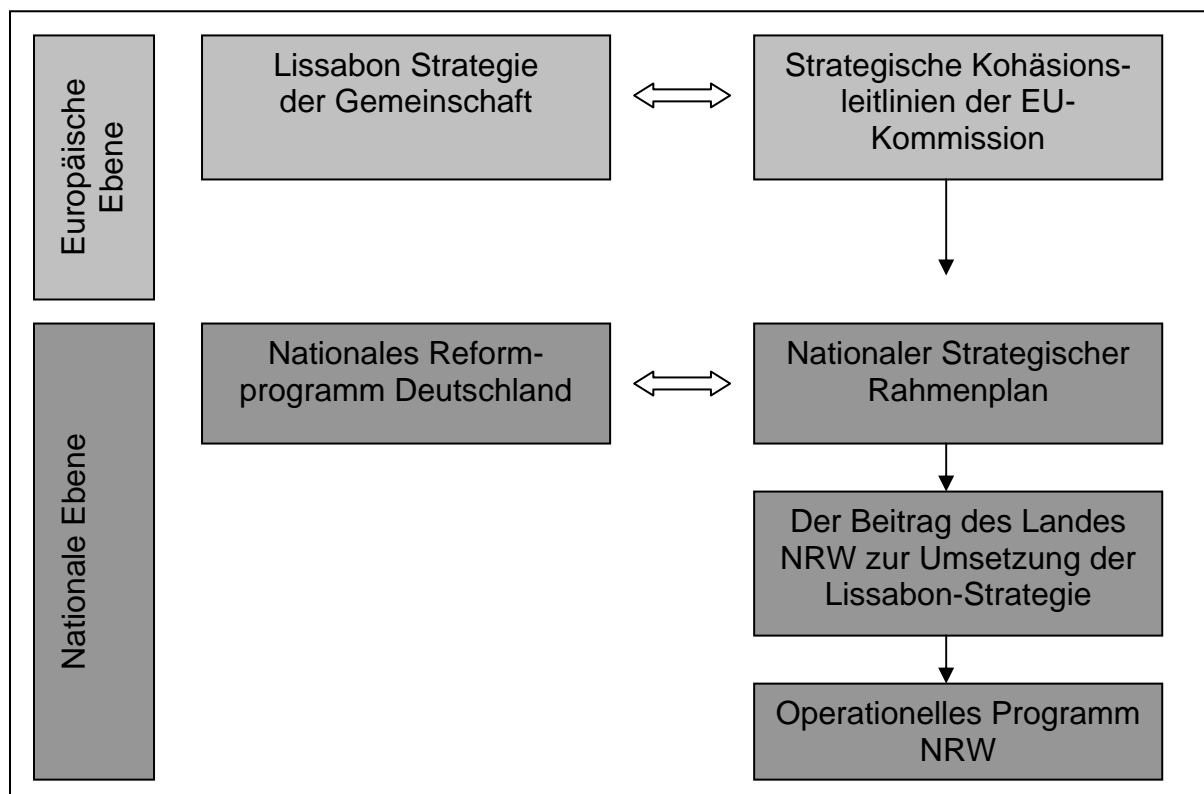 Europäische
Ebene
Lissabon Strategie
der Gemeinschaft
Strategische Kohäsions-
leitlinien der EU-
Kommission
Nationale Ebene
Nationales Reform-
programm Deutschland
Nationaler Strategischer
Rahmenplan
Der Beitrag des Landes
NRW zur Umsetzung der
Lissabon-Strategie
Operationelles Programm
NRW